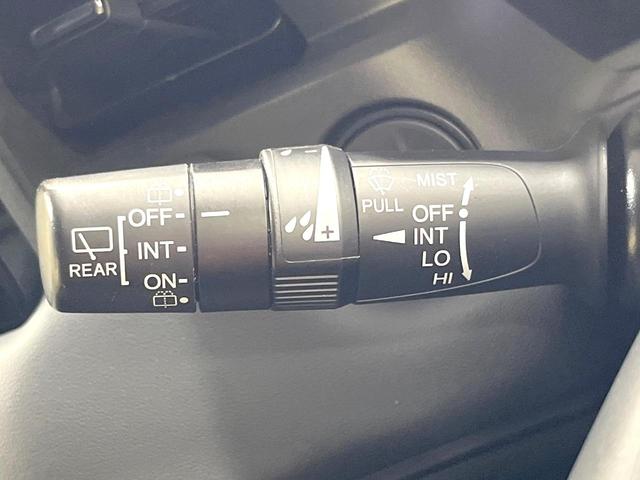 REAR
OFF
INT
ON
+
PULL
MIST
OFF
INT
LO
HI